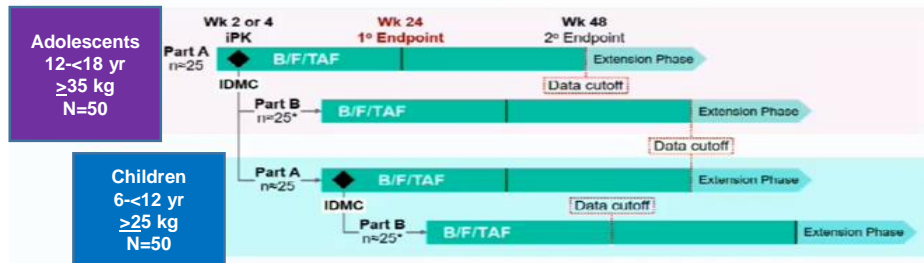 Wk 2 or 4
iPK
Wk 24
1º Endpoint
Wk 48
2º Endpoint
Adolescents
12-<18 yr
≥35 kg
N=50
Part A
n≈25
B/F/TAF
Extension Phase
IDMC
Data cutoff
Part B
n≈25*
B/F/TAF
Extension Phase
Data cutoff
Children
6-<12 yr
≥25 kg
N=50
Part A
n≈25
B/F/TAF
Extension Phase
IDMC
Data cutoff
Part B
n≈25*
B/F/TAF
Extension Phase